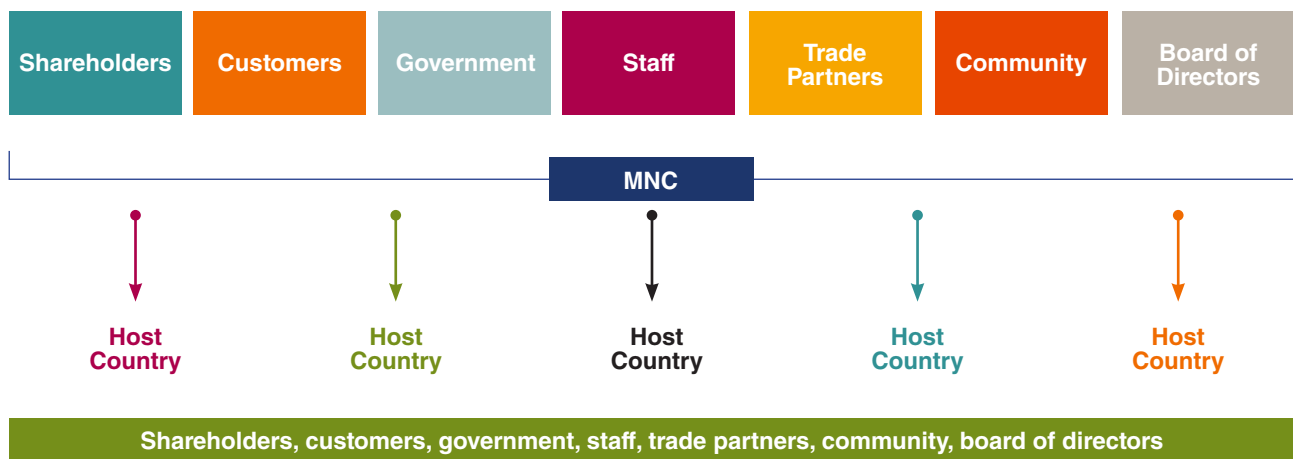 Shareholders
Customers
Government
Staff
Trade
Partners
Community
Board of
Directors
MNC
Host
Country
Host
Country
Host
Country
Host
Country
Host
Country
Shareholders, customers, government, staff, trade partners, community, board of directors